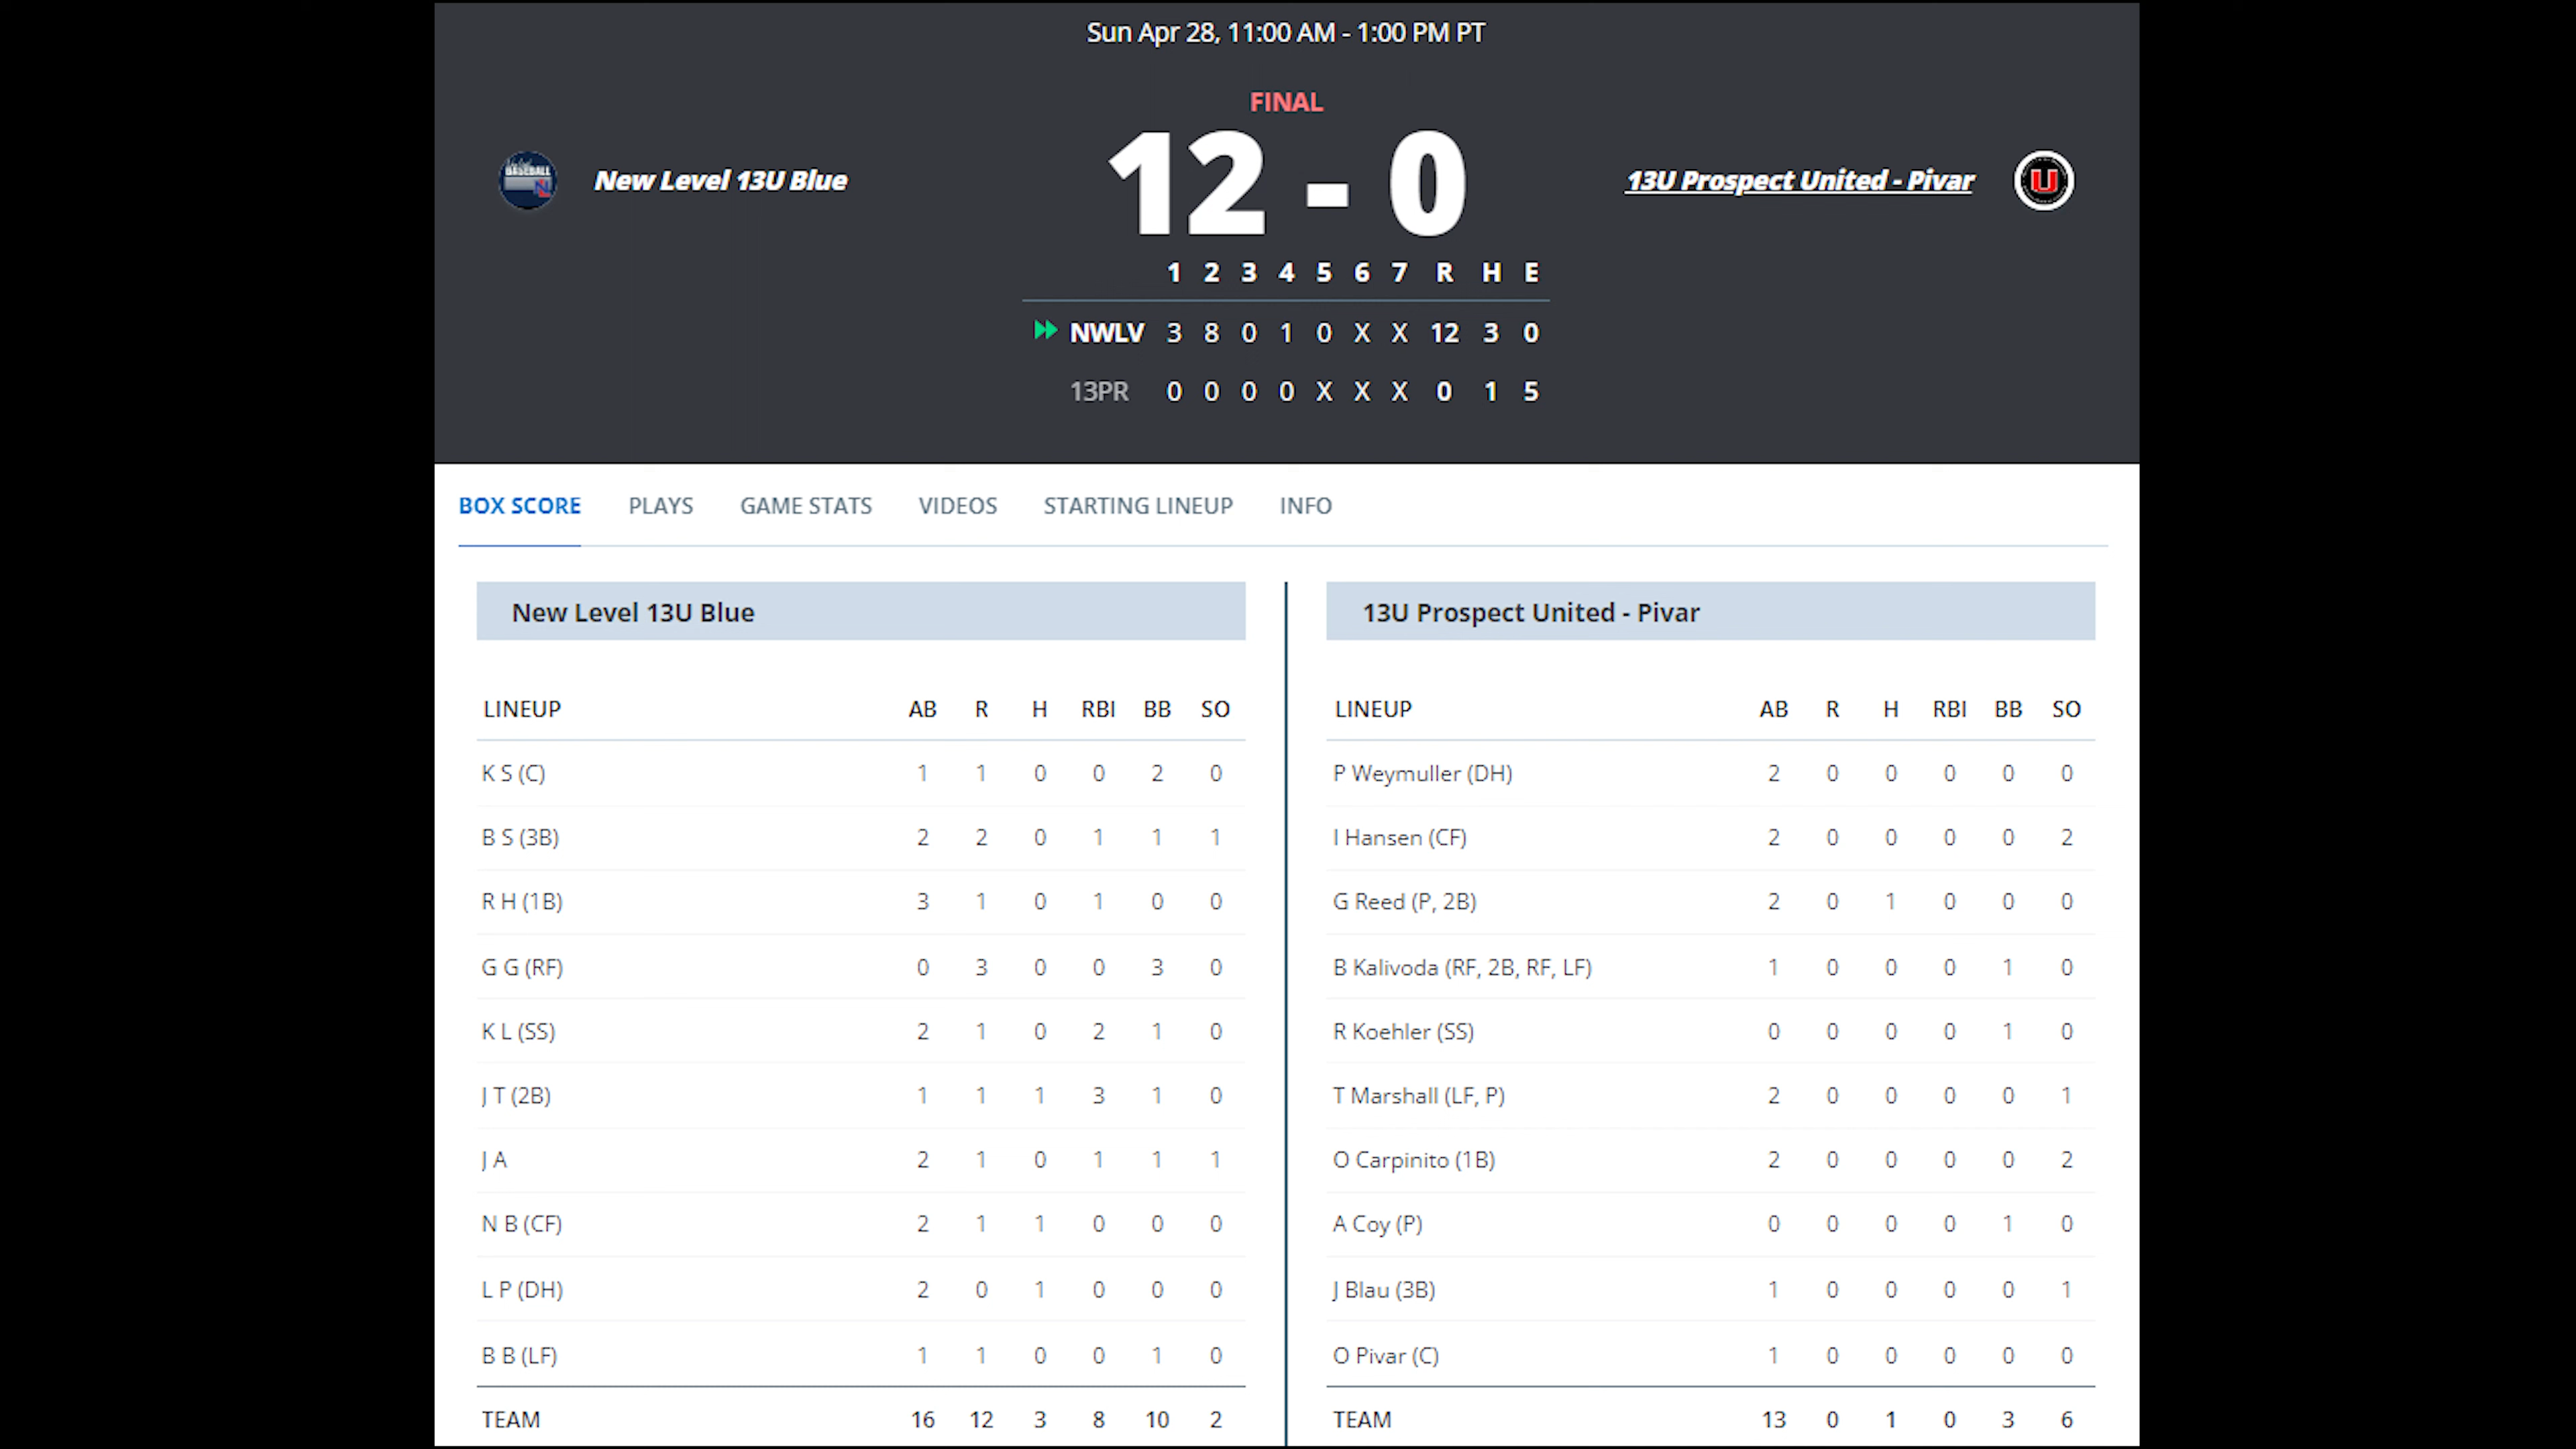 Sun Apr 28, 11:00 AM - 1:00 PM PT
FINAL
BASEBALL
New Level 13U Blue
12 - 0
13U Prospect United - Pivar
U
1 2 3 4 5 6 7 R H E
NWLV 3 8 0 1 0 X X 12 3 0
13PR 0 0 0 0 X X X 0 1 5
BOX SCORE PLAYS GAME STATS VIDEOS STARTING LINEUP INFO
New Level 13U Blue
LINEUP AB R H RBI BB SO
K S (C) 1 1 0 0 2 0
B S (3B) 2 2 0 1 1 1
R H (1B) 3 1 0 1 0 0
G G (RF) 0 3 0 0 3 0
K L (SS) 2 1 0 2 1 0
J T (2B) 1 1 1 3 1 0
J A 2 1 0 1 1 1
N B (CF) 2 1 1 0 0 0
L P (DH) 2 0 1 0 0 0
B B (LF) 1 1 0 0 1 0
TEAM 16 12 3 8 10 2
13U Prospect United - Pivar
LINEUP AB R H RBI BB SO
P Weymuller (DH) 2 0 0 0 0 0
I Hansen (CF) 2 0 0 0 0 2
G Reed (P, 2B) 2 0 1 0 0 0
B Kalivoda (RF, 2B, RF, LF) 1 0 0 0 1 0
R Koehler (SS) 0 0 0 0 1 0
T Marshall (LF, P) 2 0 0 0 0 1
O Carpinito (1B) 2 0 0 0 0 2
A Coy (P) 0 0 0 0 1 0
J Blau (3B) 1 0 0 0 0 1
O Pivar (C) 1 0 0 0 0 0
TEAM 13 0 1 0 3 6